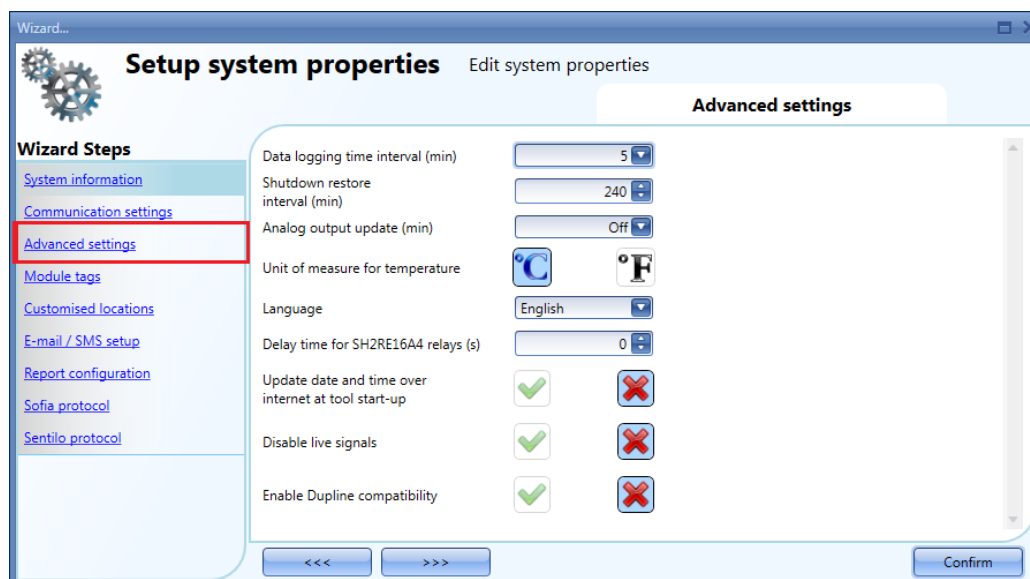 Wizard...
Setup system properties
Edit system properties
Advanced settings
Wizard Steps
System information
Communication settings
Advanced settings
Module tags
Customised locations
E-mail / SMS setup
Report configuration
Sofia protocol
Sentilo protocol
Data logging time interval (min) 5
Shutdown restore
interval (min) 240
Analog output update (min) Off
Unit of measure for temperature °C °F
Language English
Delay time for SH2RE16A4 relays (s) 0
Update date and time over
internet at tool start-up
Disable live signals
Enable Dupline compatibility
<<< >>> Confirm